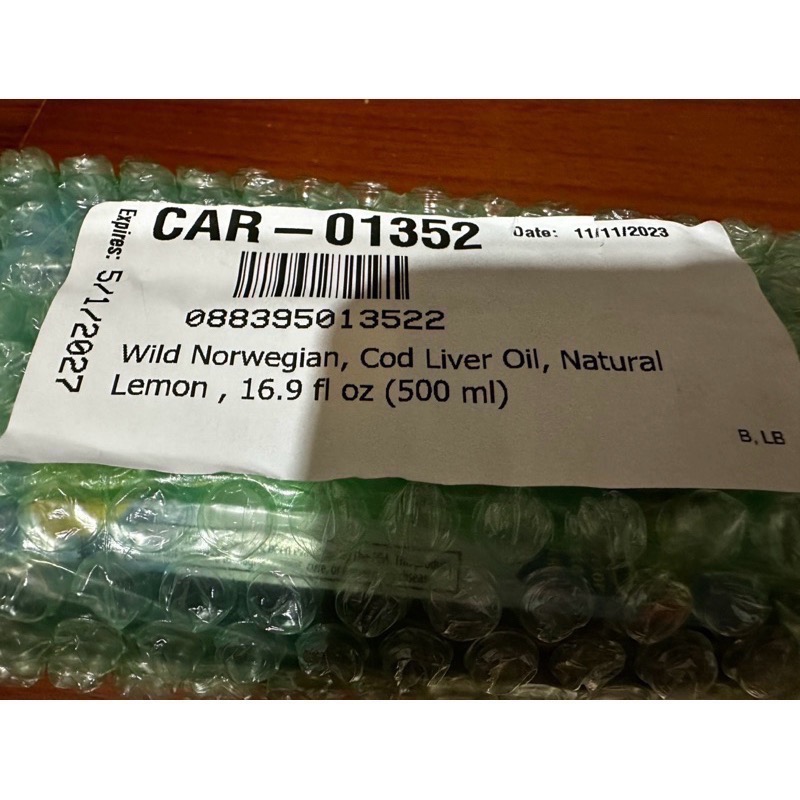 CAR – 01352
Date: 11/11/2023
Expires: 5/1/2027
088395013522
Wild Norwegian, Cod Liver Oil, Natural
Lemon , 16.9 fl oz (500 ml)
B, LB